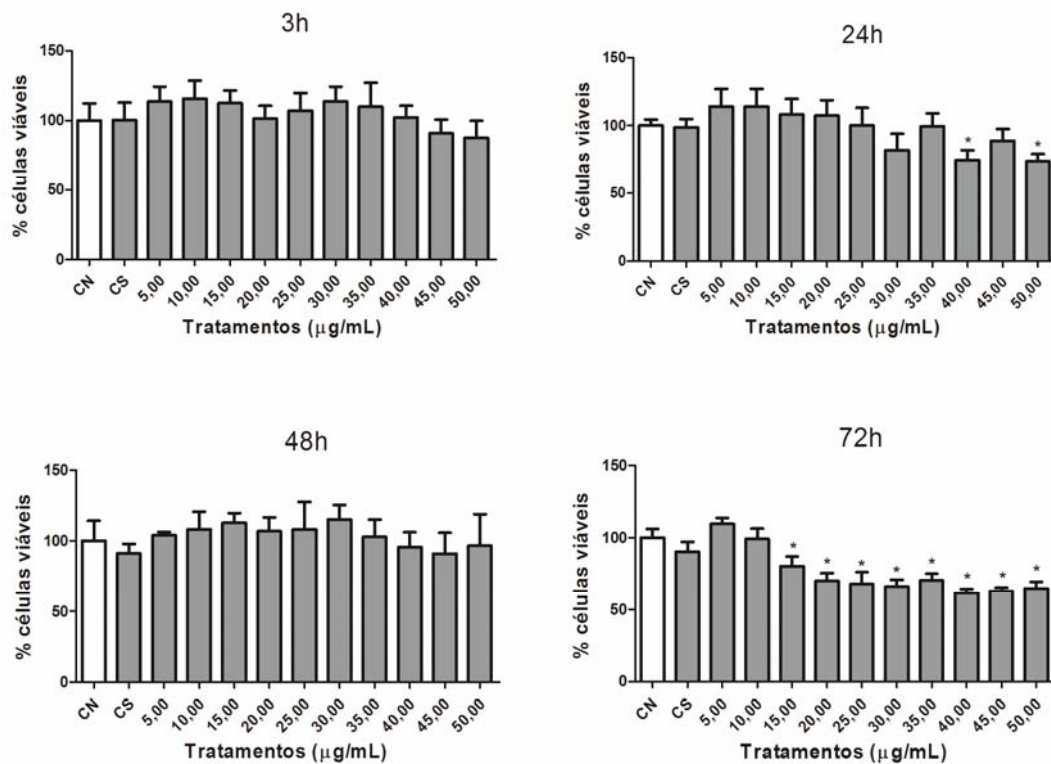 3h
% células viáveis
150
100
50
0
CN CS 5,00 10,00 15,00 20,00 25,00 30,00 35,00 40,00 45,00 50,00
Tratamentos (µg/mL)
24h
% células viáveis
150
100
50
0
* *
CN CS 5,00 10,00 15,00 20,00 25,00 30,00 35,00 40,00 45,00 50,00
Tratamentos (µg/mL)
48h
% células viáveis
150
100
50
0
CN CS 5,00 10,00 15,00 20,00 25,00 30,00 35,00 40,00 45,00 50,00
Tratamentos (µg/mL)
72h
% células viáveis
150
100
50
0
* * * * * * * *
CN CS 5,00 10,00 15,00 20,00 25,00 30,00 35,00 40,00 45,00 50,00
Tratamentos (µg/mL)